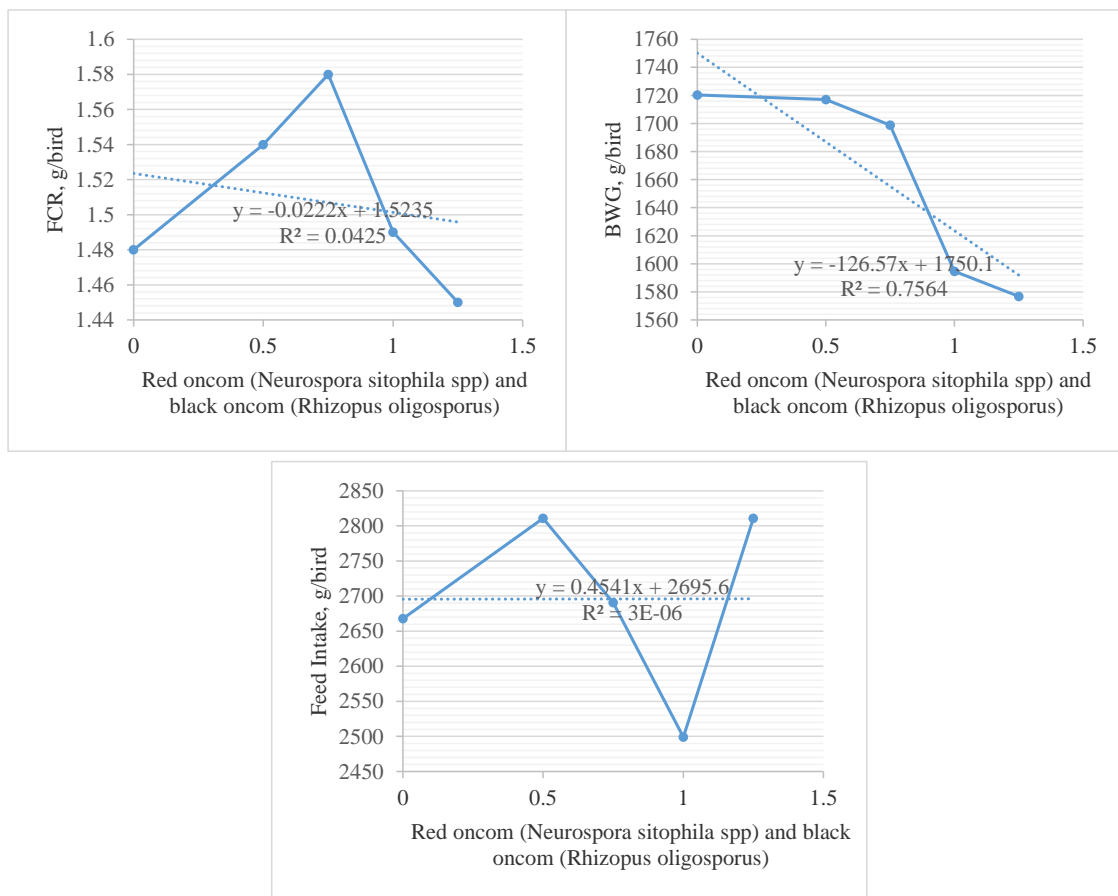 FCR, g/bird
1.6
1.58
1.56
1.54
1.52
1.5
1.48
1.46
1.44
y = -0.0222x + 1.5235
R² = 0.0425
0 0.5 1 1.5
Red oncom (Neurospora sitophila spp) and
black oncom (Rhizopus oligosporus)
BWG, g/bird
1760
1740
1720
1700
1680
1660
1640
1620
1600
1580
1560
y = -126.57x + 1750.1
R² = 0.7564
0 0.5 1 1.5
Red oncom (Neurospora sitophila spp) and
black oncom (Rhizopus oligosporus)
Feed Intake, g/bird
2850
2800
2750
2700
2650
2600
2550
2500
2450
y = 0.4541x + 2695.6
R² = 3E-06
0 0.5 1 1.5
Red oncom (Neurospora sitophila spp) and black
oncom (Rhizopus oligosporus)